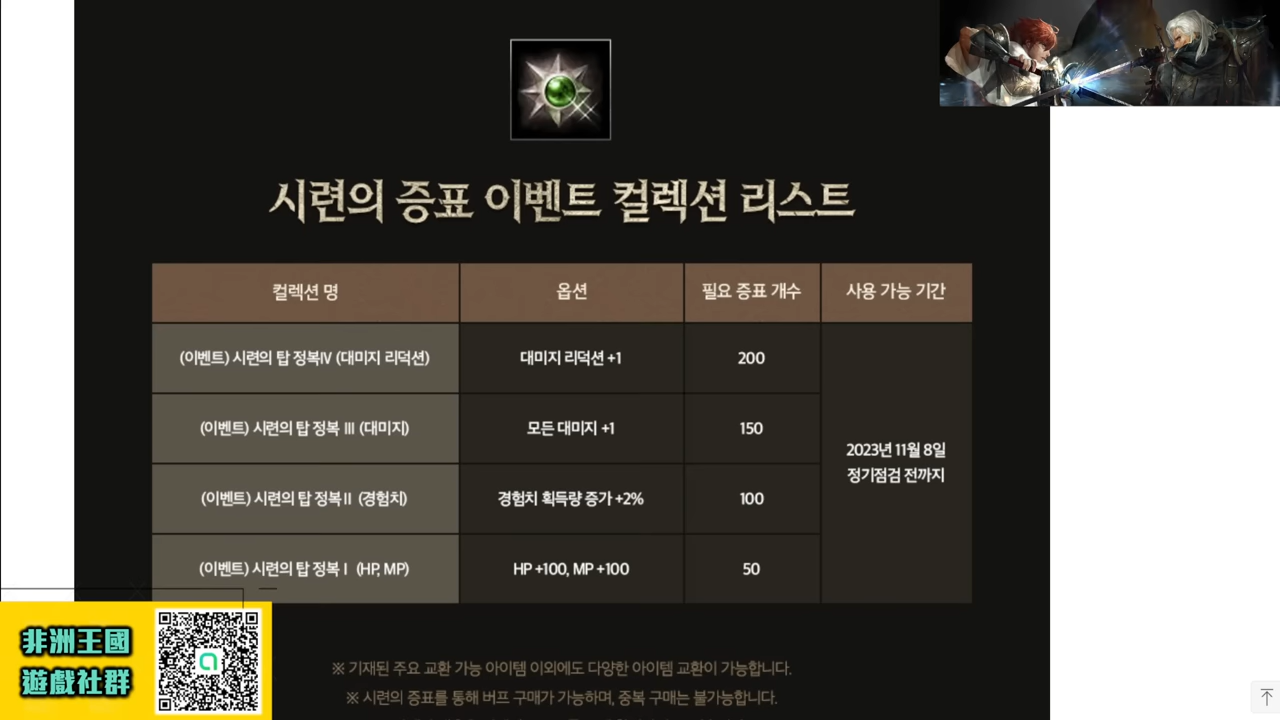 시련의 증표 이벤트 컬렉션 리스트
컬렉션 명 옵션 필요 증표 개수 사용 가능 기간
(이벤트) 시련의 탑 정복Ⅳ (대미지 리덕션) 대미지 리덕션 +1 200
(이벤트) 시련의 탑 정복 Ⅲ (대미지) 모든 대미지 +1 150
2023년 11월 8일
정기점검 전까지
(이벤트) 시련의 탑 정복Ⅱ (경험치) 경험치 획득량 증가 +2% 100
(이벤트) 시련의 탑 정복 Ⅰ (HP, MP) HP +100, MP +100 50
※ 기재된 주요 교환 가능 아이템 이외에도 다양한 아이템 교환이 가능합니다.
※ 시련의 증표를 통해 버프 구매가 가능하며, 중복 구매는 불가능합니다.
非洲王國
遊戲社群